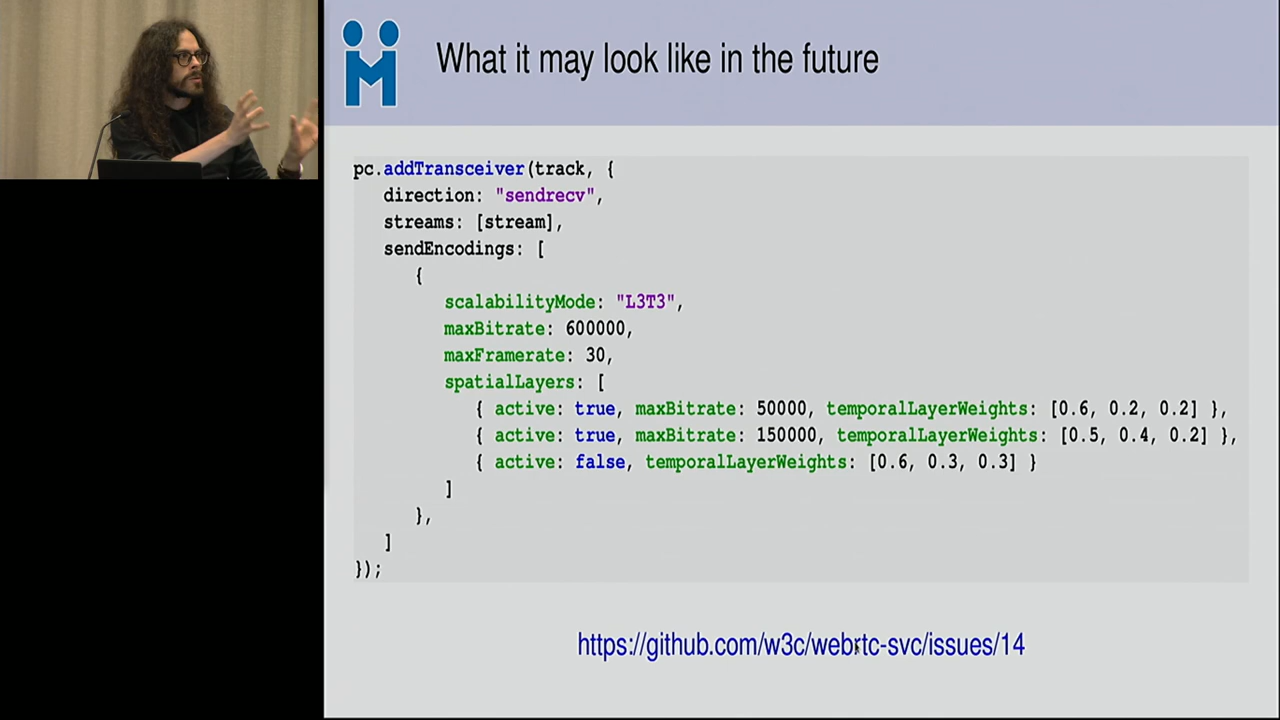 What it may look like in the future
pc.addTransceiver(track, {
direction: "sendrecv",
streams: [stream],
sendEncodings: [
{
scalabilityMode: "L3T3",
maxBitrate: 600000,
maxFramerate: 30,
spatialLayers: [
{ active: true, maxBitrate: 50000, temporalLayerWeights: [0.6, 0.2, 0.2] },
{ active: true, maxBitrate: 150000, temporalLayerWeights: [0.5, 0.4, 0.2] },
{ active: false, temporalLayerWeights: [0.6, 0.3, 0.3] }
]
},
]
});
https://github.com/w3c/webrtc-svc/issues/14